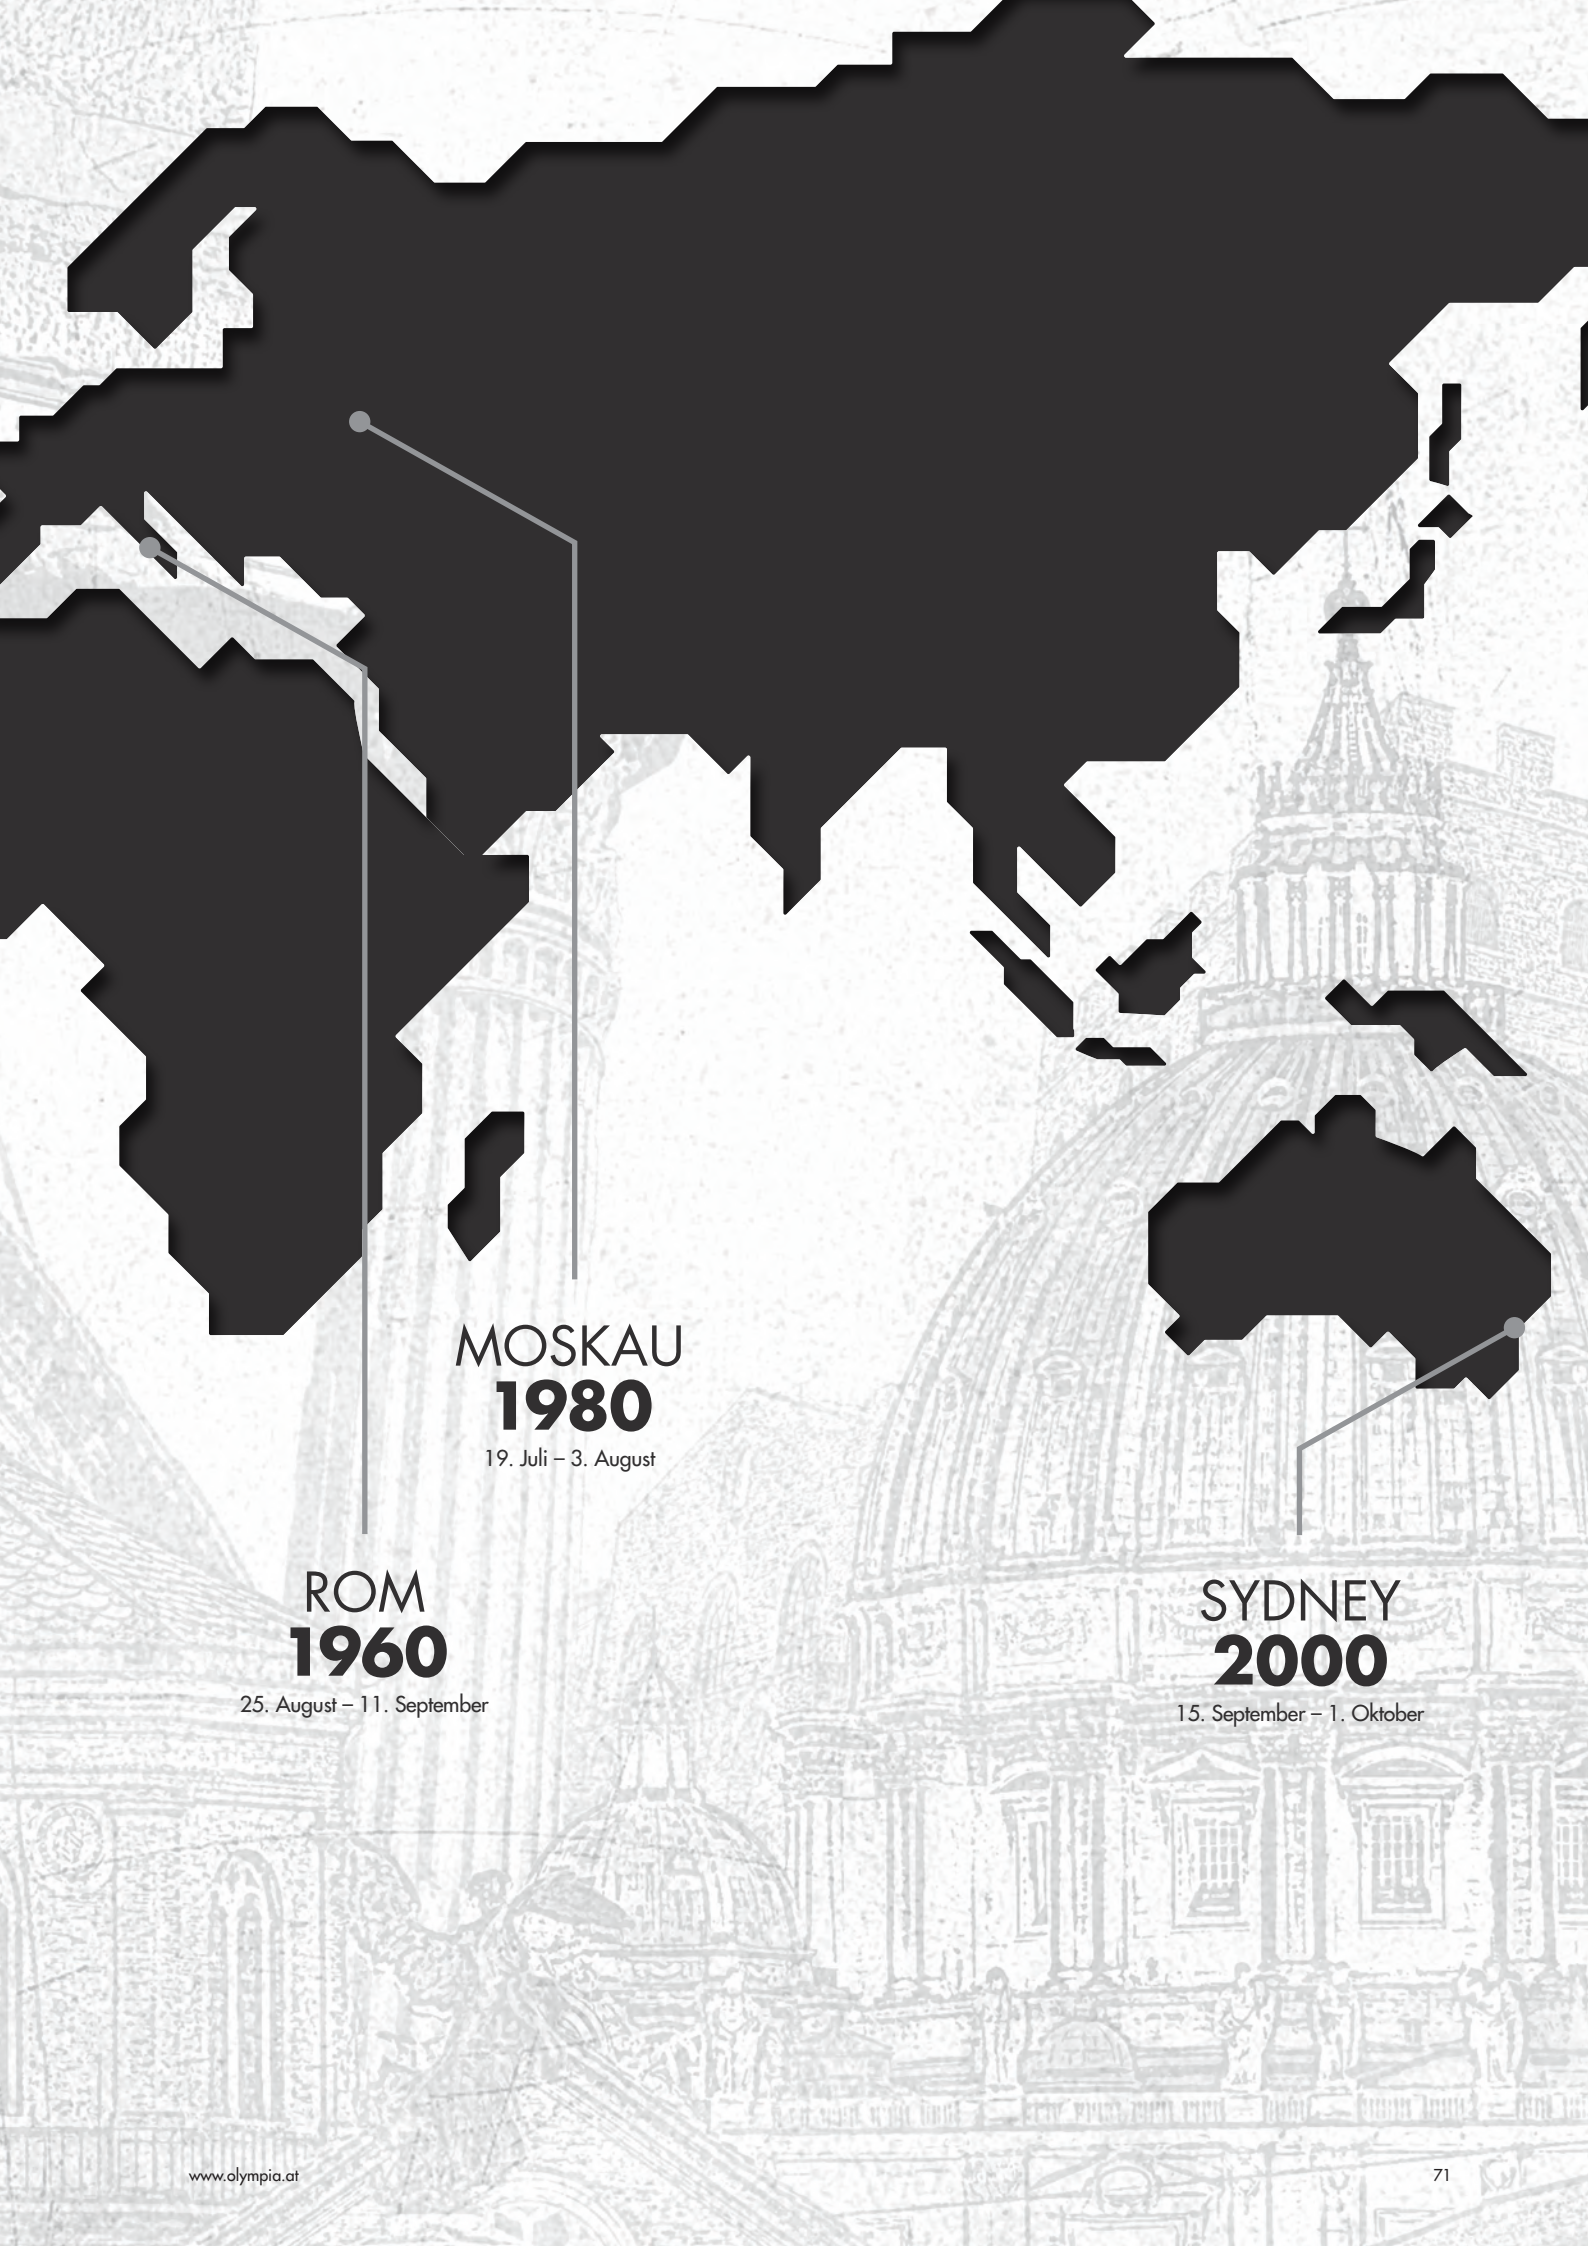 MOSKAU
1980
19. Juli – 3. August
ROM
1960
25. August – 11. September
SYDNEY
2000
15. September – 1. Oktober
www.olympia.at
71